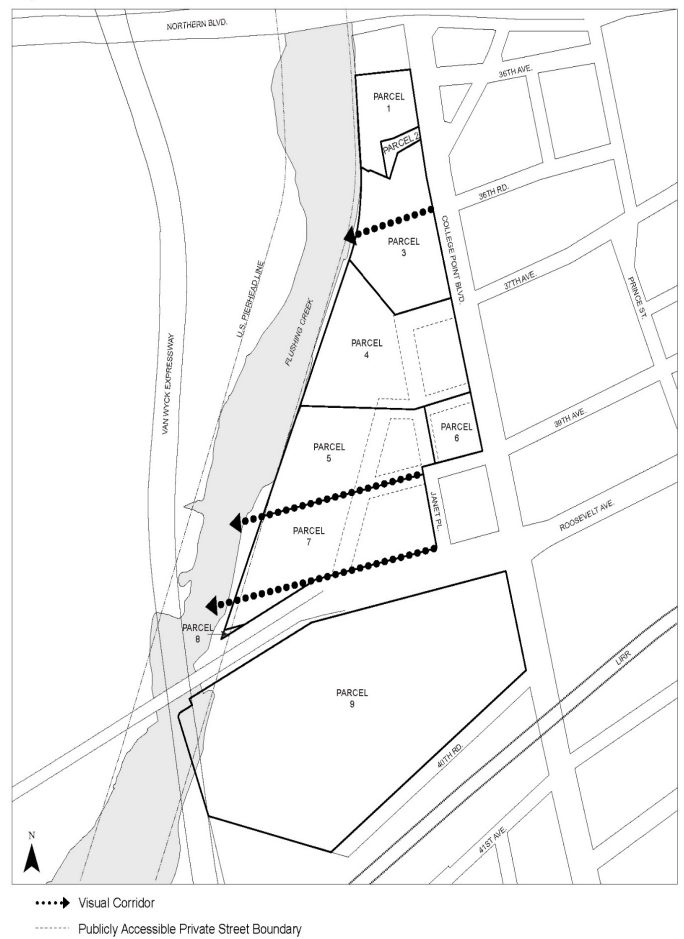 NORTHERN BLVD.
36TH AVE.
PARCEL
1
PARCEL 2
36TH RD.
COLLEGE POINT BLVD.
PARCEL
3
37TH AVE.
PRINCE ST.
U.S. PIERHEAD LINE
FLUSHING CREEK
VAN WYCK EXPRESSWAY
PARCEL
4
39TH AVE.
PARCEL
5
PARCEL
6
JANET PL.
ROOSEVELT AVE.
PARCEL
7
PARCEL
8
LIRR
PARCEL
9
40TH RD.
41ST AVE.
N
Visual Corridor
Publicly Accessible Private Street Boundary